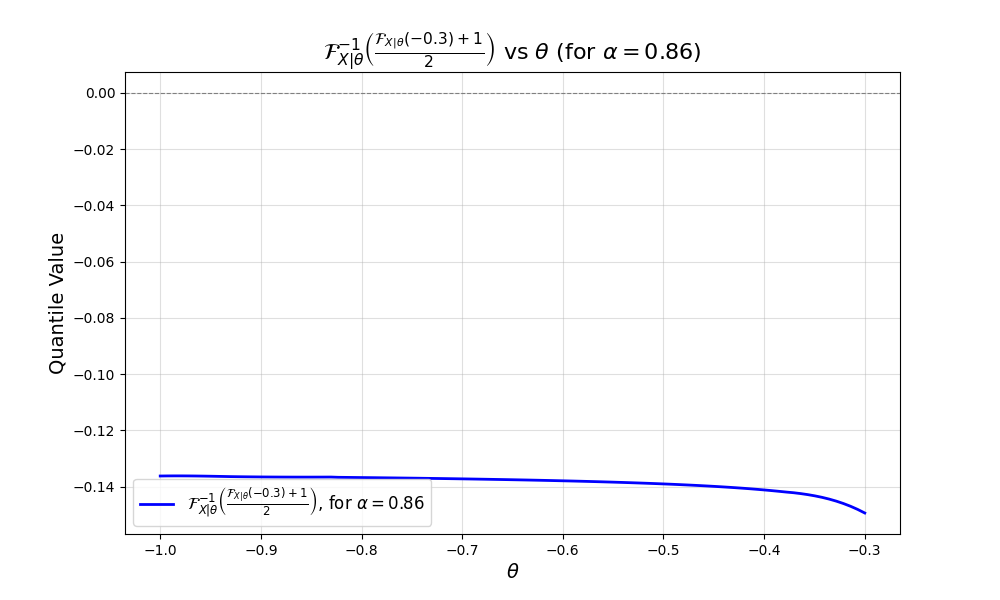 $\mathcal{F}^{-1}_{X|\theta}\left(\frac{\mathcal{F}_{X|\theta}(-0.3)+1}{2}\right)$ vs $\theta$ (for $\alpha = 0.86$)
0.00
−0.02
−0.04
−0.06
−0.08
−0.10
−0.12
−0.14
Quantile Value
$\mathcal{F}^{-1}_{X|\theta}\left(\frac{\mathcal{F}_{X|\theta}(-0.3)+1}{2}\right)$, for $\alpha = 0.86$
−1.0 −0.9 −0.8 −0.7 −0.6 −0.5 −0.4 −0.3
$\theta$